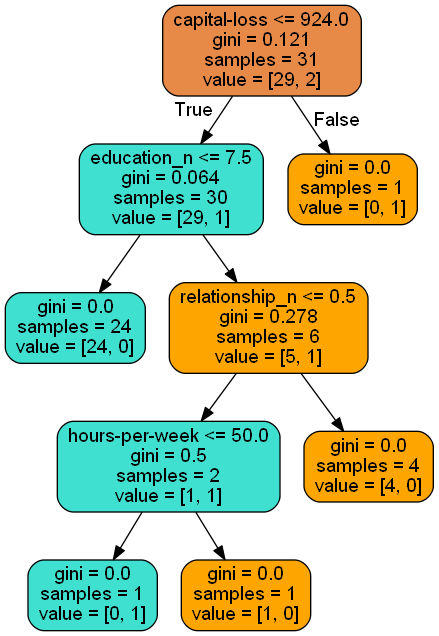 capital-loss <= 924.0
gini = 0.121
samples = 31
value = [29, 2]
True
False
education_n <= 7.5
gini = 0.064
samples = 30
value = [29, 1]
gini = 0.0
samples = 1
value = [0, 1]
gini = 0.0
samples = 24
value = [24, 0]
relationship_n <= 0.5
gini = 0.278
samples = 6
value = [5, 1]
hours-per-week <= 50.0
gini = 0.5
samples = 2
value = [1, 1]
gini = 0.0
samples = 4
value = [4, 0]
gini = 0.0
samples = 1
value = [0, 1]
gini = 0.0
samples = 1
value = [1, 0]